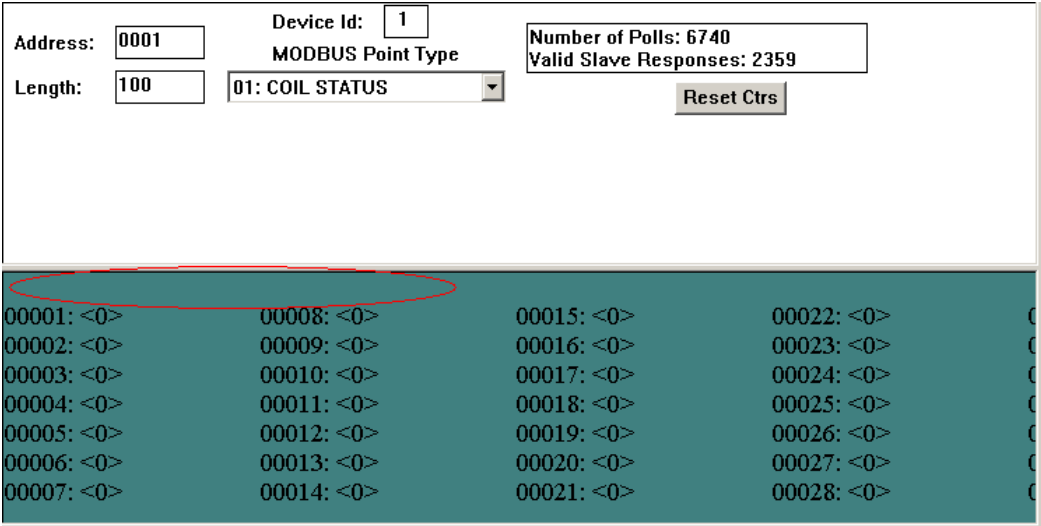 Device Id: 1
Address: 0001
MODBUS Point Type
Number of Polls: 6740
Valid Slave Responses: 2359
Length: 100
01: COIL STATUS
Reset Ctrs
00001: <0> 00008: <0> 00015: <0> 00022: <0>
00002: <0> 00009: <0> 00016: <0> 00023: <0>
00003: <0> 00010: <0> 00017: <0> 00024: <0>
00004: <0> 00011: <0> 00018: <0> 00025: <0>
00005: <0> 00012: <0> 00019: <0> 00026: <0>
00006: <0> 00013: <0> 00020: <0> 00027: <0>
00007: <0> 00014: <0> 00021: <0> 00028: <0>